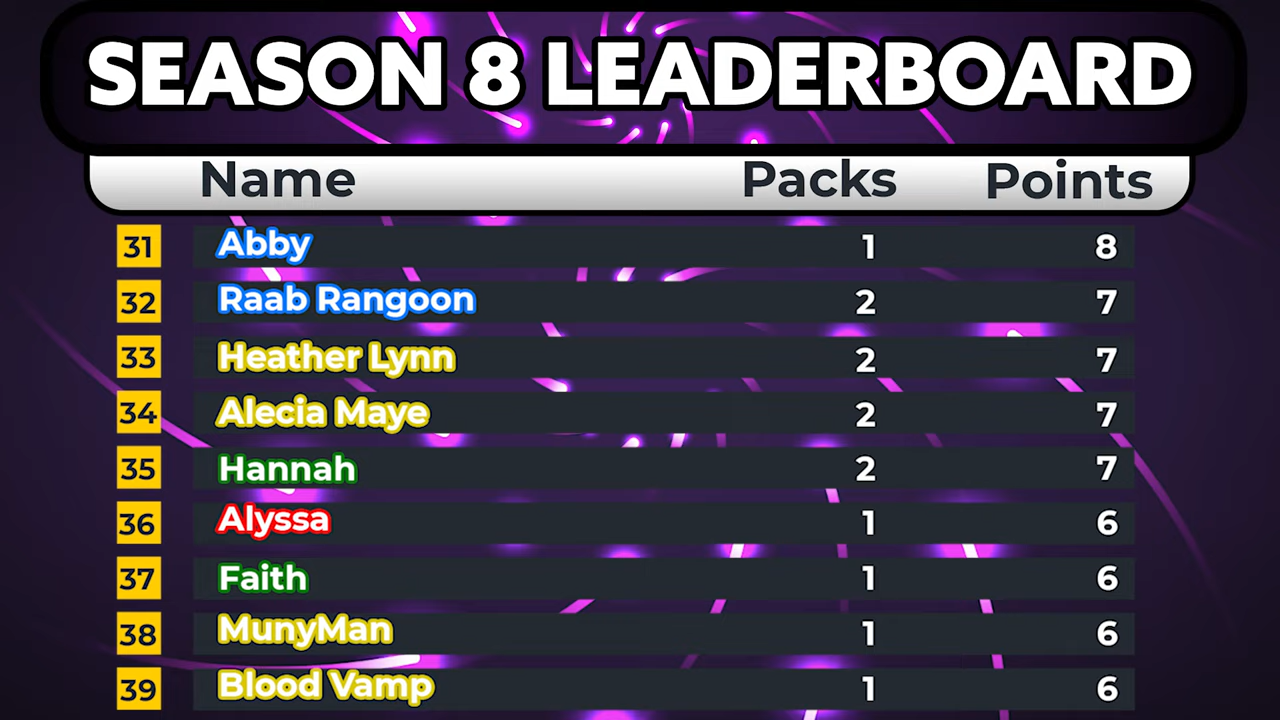 SEASON 8 LEADERBOARD
Name Packs Points
31 Abby 1 8
32 Raab Rangoon 2 7
33 Heather Lynn 2 7
34 Alecia Maye 2 7
35 Hannah 2 7
36 Alyssa 1 6
37 Faith 1 6
38 MunyMan 1 6
39 Blood Vamp 1 6